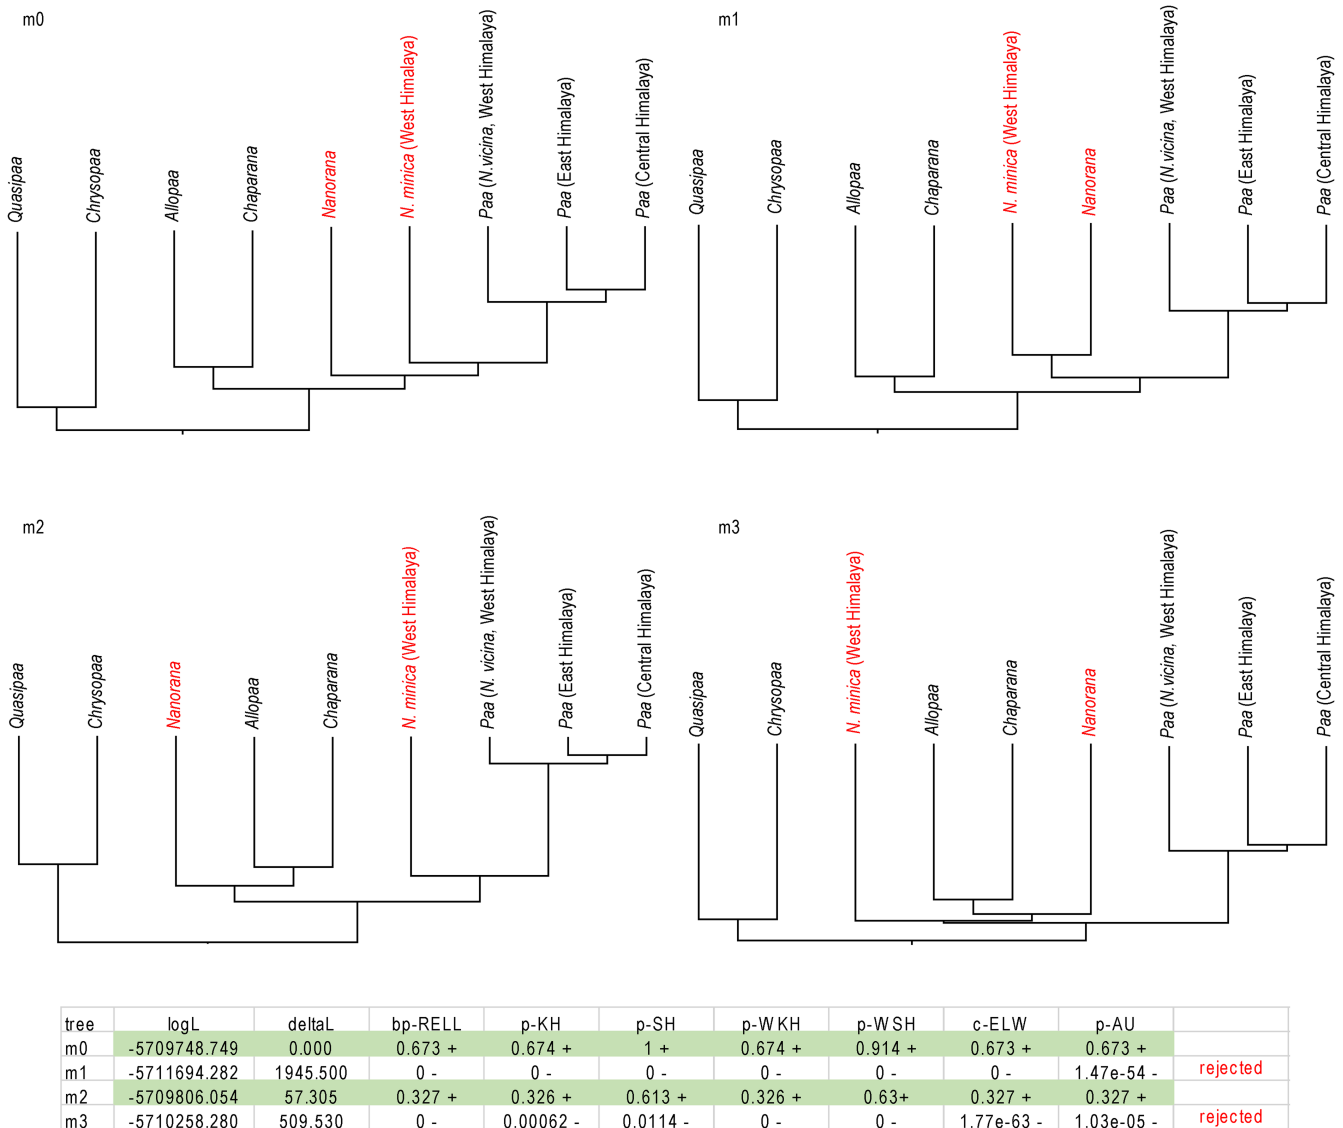 m0
Quasipaa
Chrysopaa
Allopaa
Chaparana
Nanorana
N. minica (West Himalaya)
Paa (N.vicina, West Himalaya)
Paa (East Himalaya)
Paa (Central Himalaya)
m1
Quasipaa
Chrysopaa
Allopaa
Chaparana
N. minica (West Himalaya)
Nanorana
Paa (N.vicina, West Himalaya)
Paa (East Himalaya)
Paa (Central Himalaya)
m2
Quasipaa
Chrysopaa
Nanorana
Allopaa
Chaparana
N. minica (West Himalaya)
Paa (N. vicina, West Himalaya)
Paa (East Himalaya)
Paa (Central Himalaya)
m3
Quasipaa
Chrysopaa
N. minica (West Himalaya)
Allopaa
Chaparana
Nanorana
Paa (N.vicina, West Himalaya)
Paa (East Himalaya)
Paa (Central Himalaya)
tree logL deltaL bp-RELL p-KH p-SH p-WKH p-WSH c-ELW p-AU
m0 -5709748.749 0.000 0.673 + 0.674 + 1 + 0.674 + 0.914 + 0.673 + 0.673 +
m1 -5711694.282 1945.500 0 - 0 - 0 - 0 - 0 - 0 - 1.47e-54 - rejected
m2 -5709806.054 57.305 0.327 + 0.326 + 0.613 + 0.326 + 0.63+ 0.327 + 0.327 +
m3 -5710258.280 509.530 0 - 0.00062 - 0.0114 - 0 - 0 - 1.77e-63 - 1.03e-05 - rejected